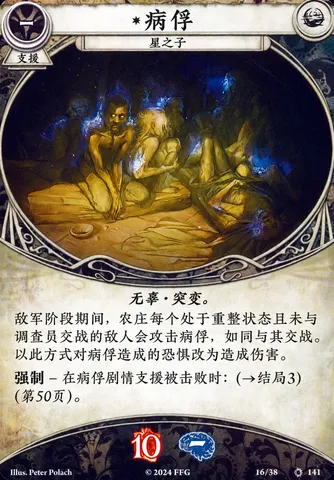 *病俘
星之子
支援
无辜·突变。
敌军阶段期间，农庄每个处于重整状态且未与
调查员交战的敌人会攻击病俘，如同与其交战。
以此方式对病俘造成的恐惧改为造成伤害。
强制 – 在病俘剧情支援被击败时：(→结局3)
(第50页)。
10
–
Illus. Peter Polach
© 2024 FFG
16/38
141